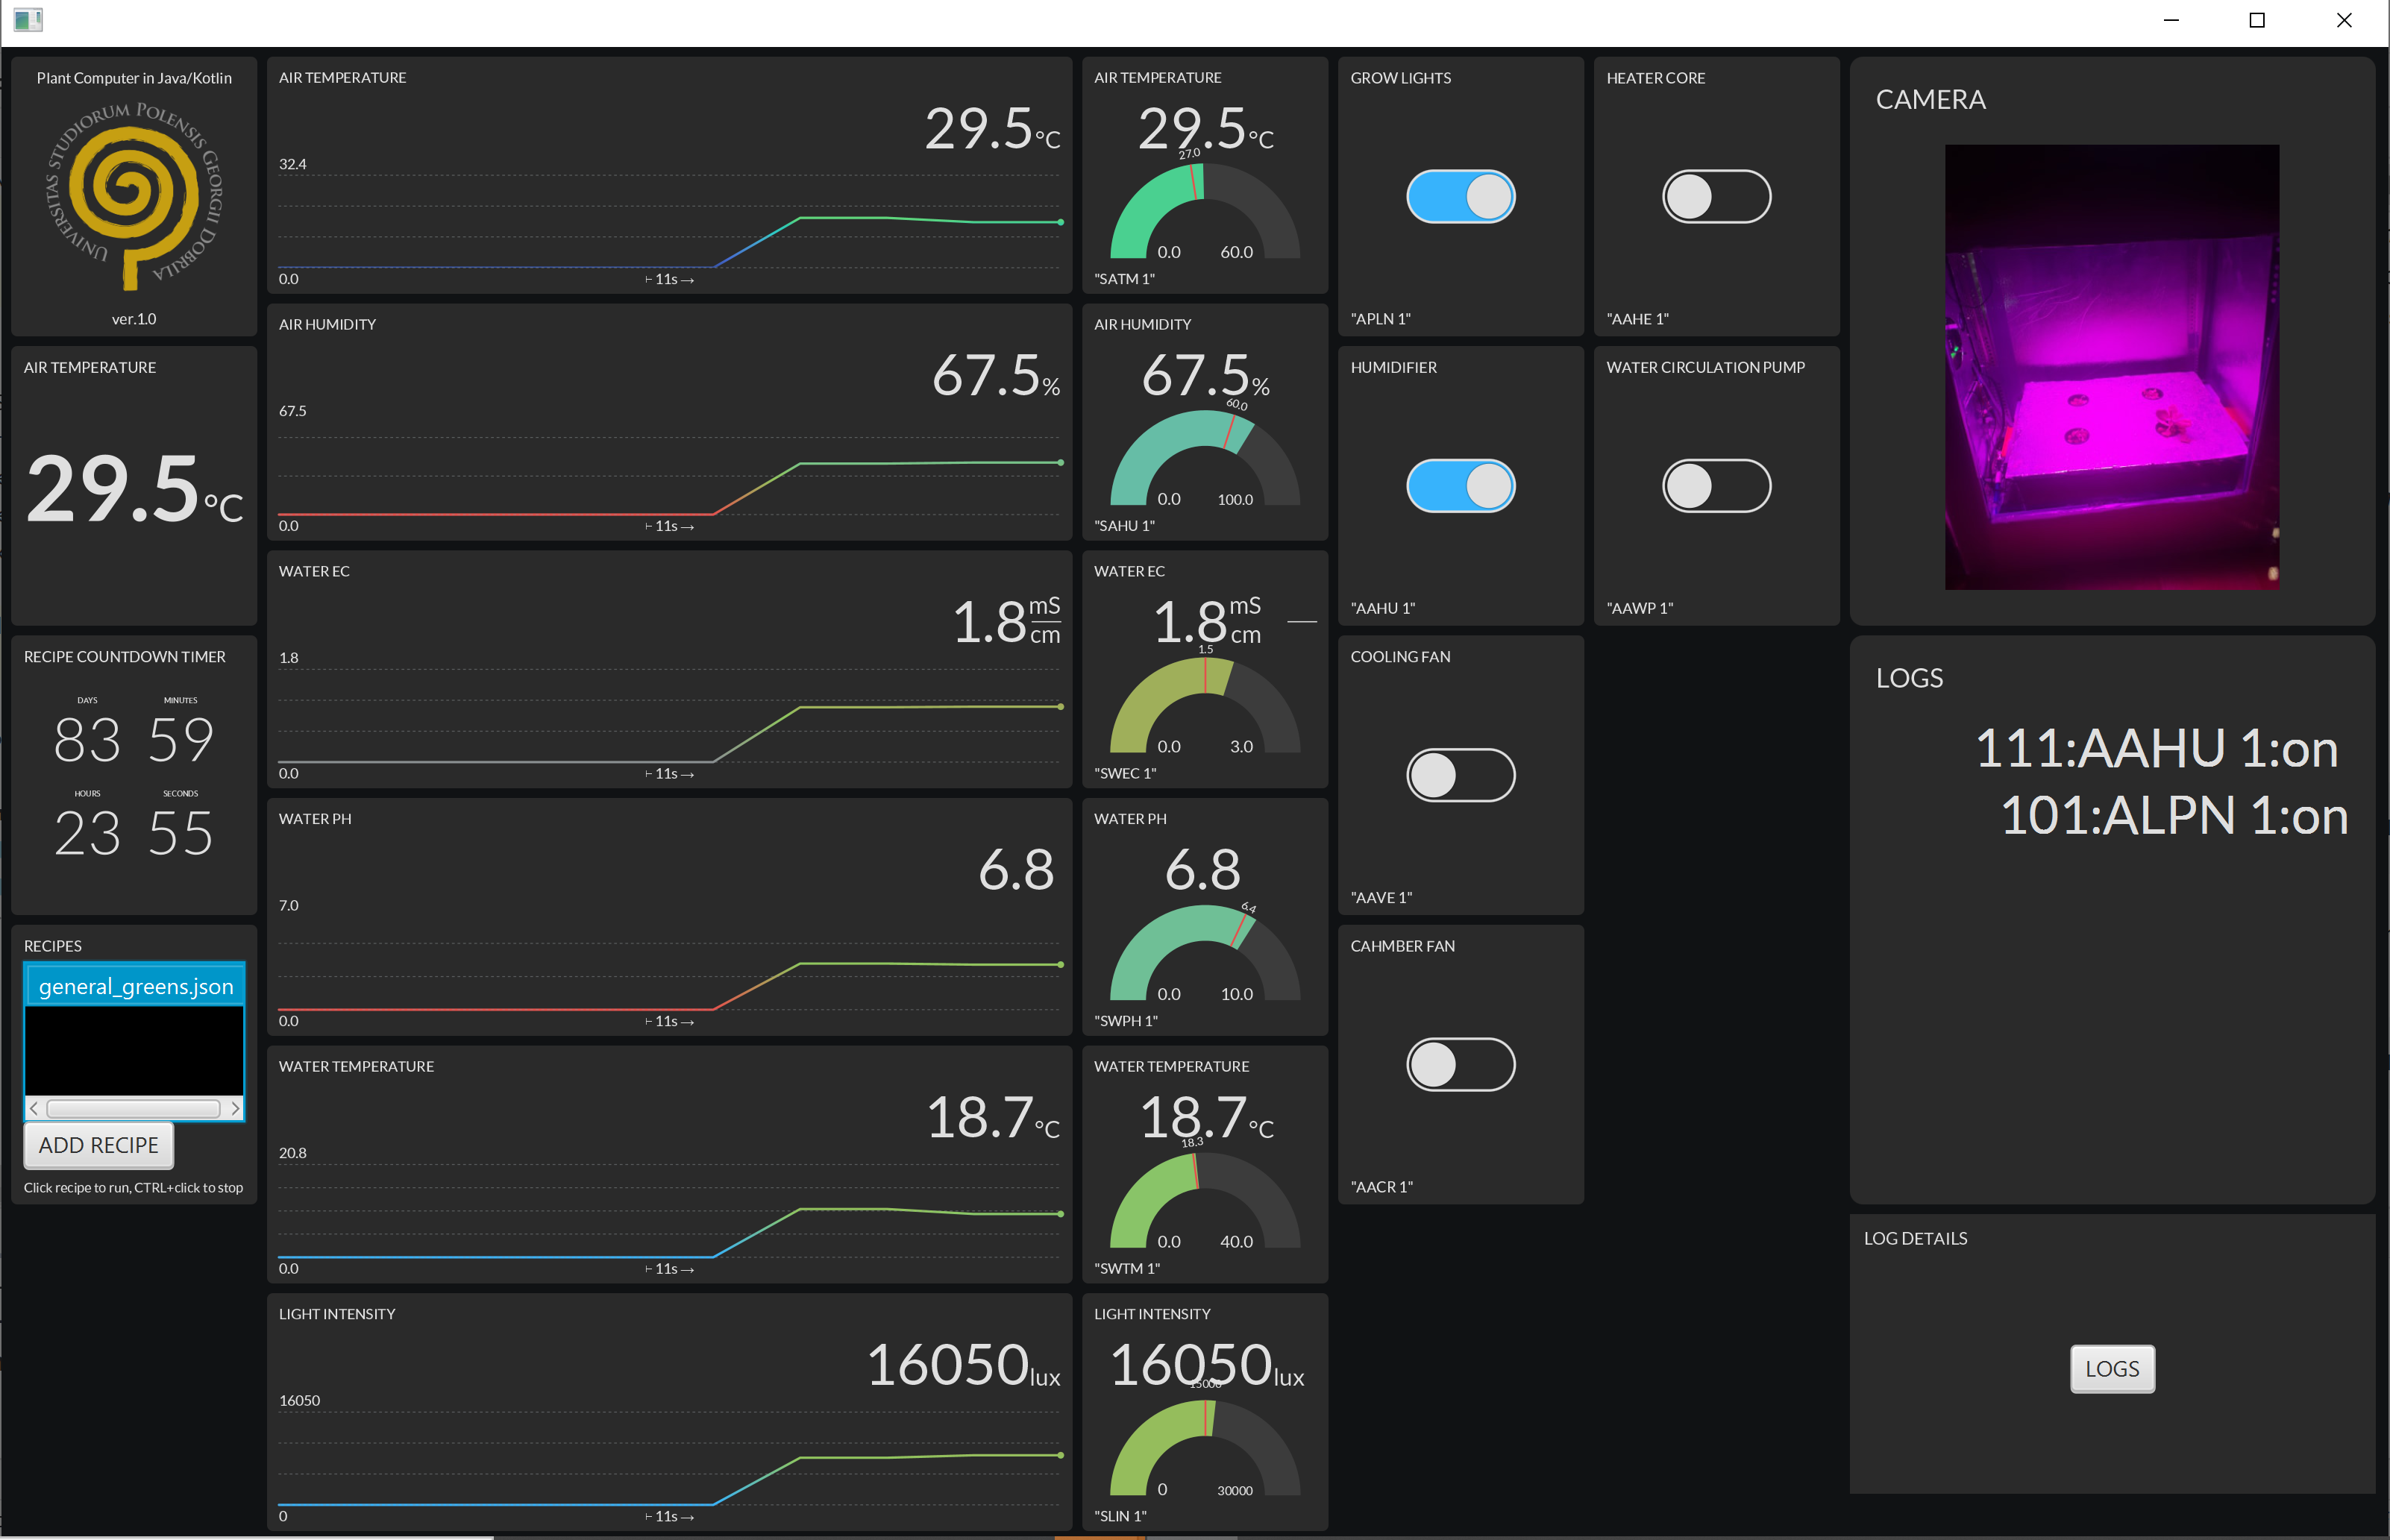 Plant Computer in Java/Kotlin
UNIVERSITAS STUDIORUM POLENSIS GEORGII DOBRILA
ver.1.0
AIR TEMPERATURE
29.5°C
RECIPE COUNTDOWN TIMER
DAYS MINUTES
83 59
HOURS SECONDS
23 55
RECIPES
general_greens.json
ADD RECIPE
Click recipe to run, CTRL+click to stop
AIR TEMPERATURE
29.5°C
32.4
0.0
⊢ 11s →
AIR HUMIDITY
67.5%
67.5
0.0
⊢ 11s →
WATER EC
1.8 mS
cm
1.8
0.0
⊢ 11s →
WATER PH
6.8
7.0
0.0
⊢ 11s →
WATER TEMPERATURE
18.7°C
20.8
0.0
⊢ 11s →
LIGHT INTENSITY
16050lux
16050
0
⊢ 11s →
AIR TEMPERATURE
29.5°C
27.0
0.0 60.0
"SATM 1"
AIR HUMIDITY
67.5%
60.0
0.0 100.0
"SAHU 1"
WATER EC
1.8 mS
cm
1.5
0.0 3.0
"SWEC 1"
WATER PH
6.8
6.4
0.0 10.0
"SWPH 1"
WATER TEMPERATURE
18.7°C
18.3
0.0 40.0
"SWTM 1"
LIGHT INTENSITY
16050lux
15000
0 30000
"SLIN 1"
GROW LIGHTS
"APLN 1"
HUMIDIFIER
"AAHU 1"
COOLING FAN
"AAVE 1"
CAHMBER FAN
"AACR 1"
HEATER CORE
"AAHE 1"
WATER CIRCULATION PUMP
"AAWP 1"
CAMERA
LOGS
111:AAHU 1:on
101:ALPN 1:on
LOG DETAILS
LOGS